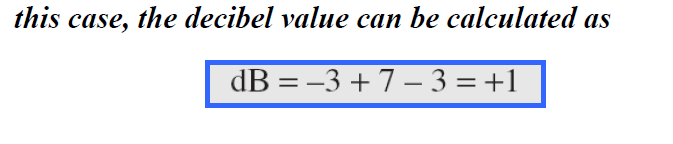 this case, the decibel value can be calculated as
dB = –3 + 7 – 3 = +1